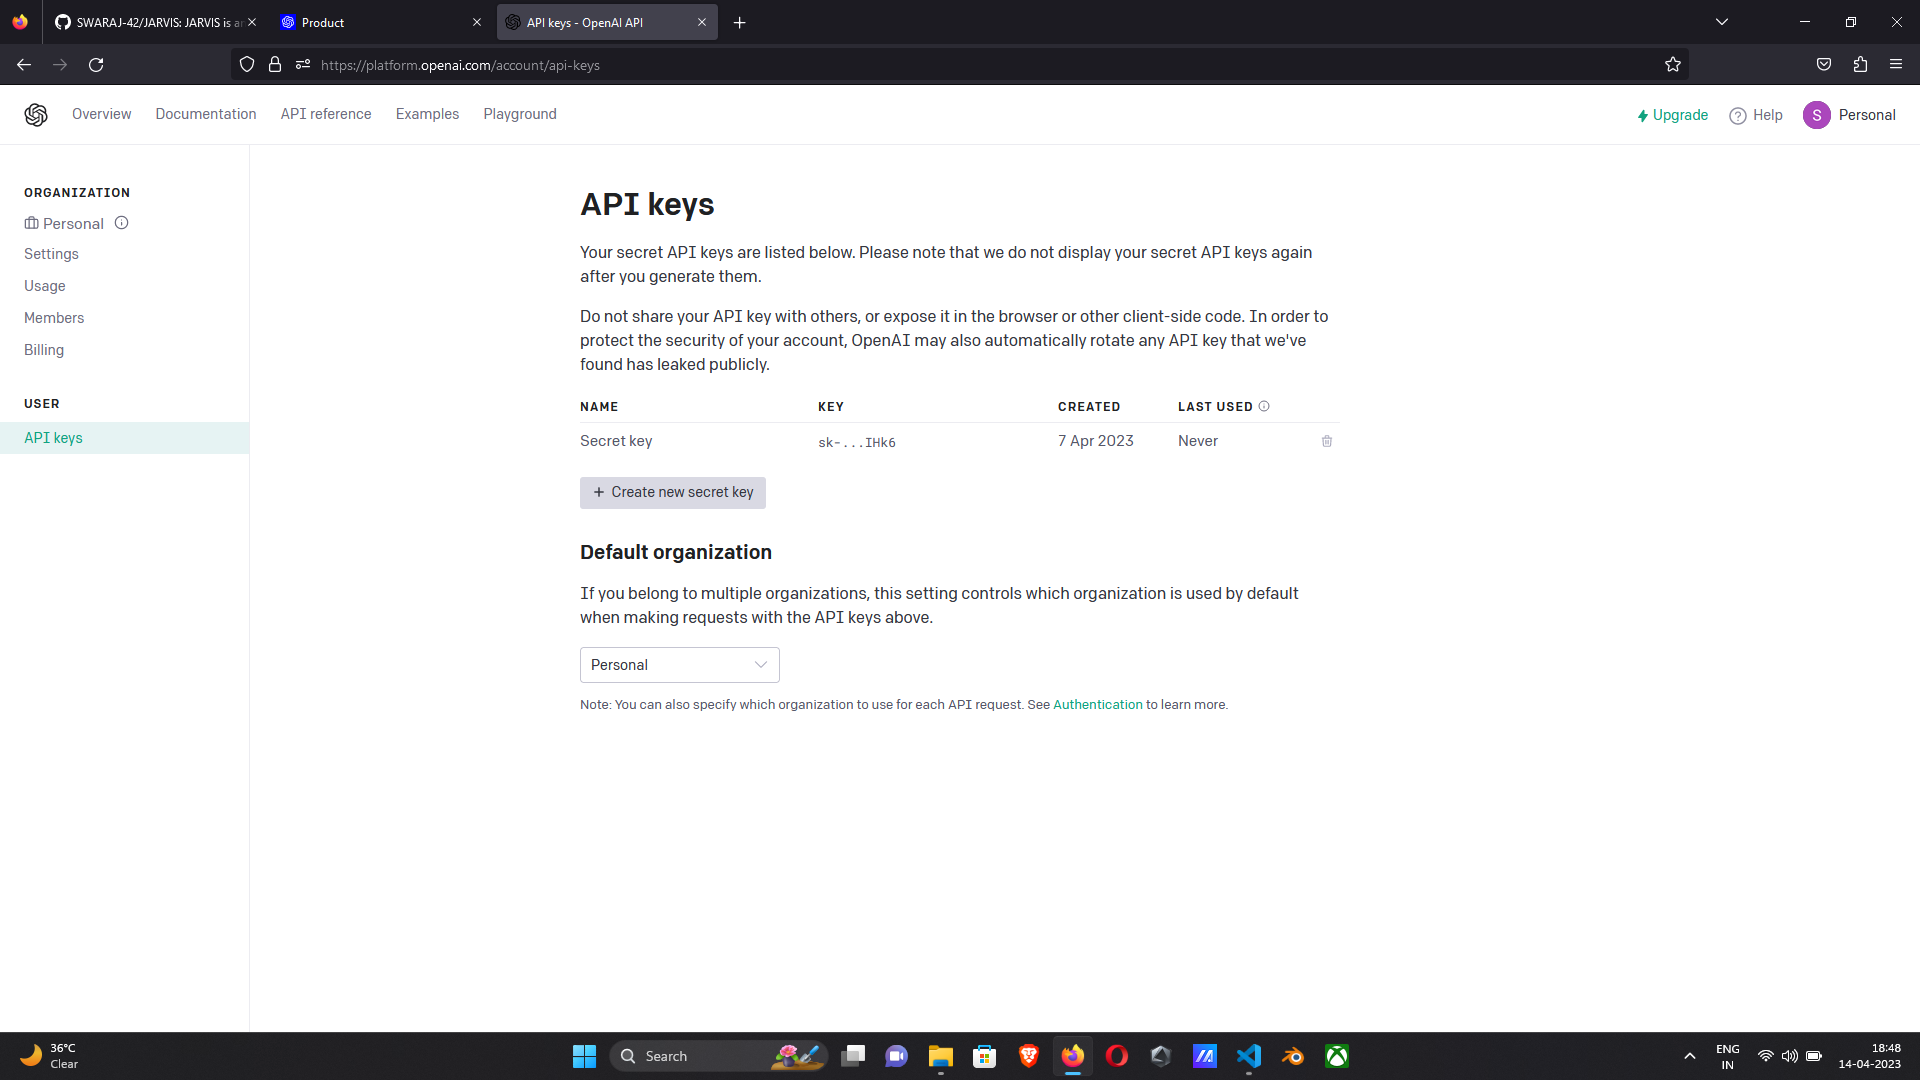 SWARAJ-42/JARVIS: JARVIS is an
Product
API keys - OpenAI API
https://platform.openai.com/account/api-keys
Overview
Documentation
API reference
Examples
Playground
Upgrade
Help
S
Personal
ORGANIZATION
Personal
Settings
Usage
Members
Billing
USER
API keys
API keys
Your secret API keys are listed below. Please note that we do not display your secret API keys again
after you generate them.
Do not share your API key with others, or expose it in the browser or other client-side code. In order to
protect the security of your account, OpenAI may also automatically rotate any API key that we've
found has leaked publicly.
NAME KEY CREATED LAST USED
Secret key sk-...IHk6 7 Apr 2023 Never
+ Create new secret key
Default organization
If you belong to multiple organizations, this setting controls which organization is used by default
when making requests with the API keys above.
Personal
Note: You can also specify which organization to use for each API request. See Authentication to learn more.
36°C
Clear
Search
ENG
IN
18:48
14-04-2023